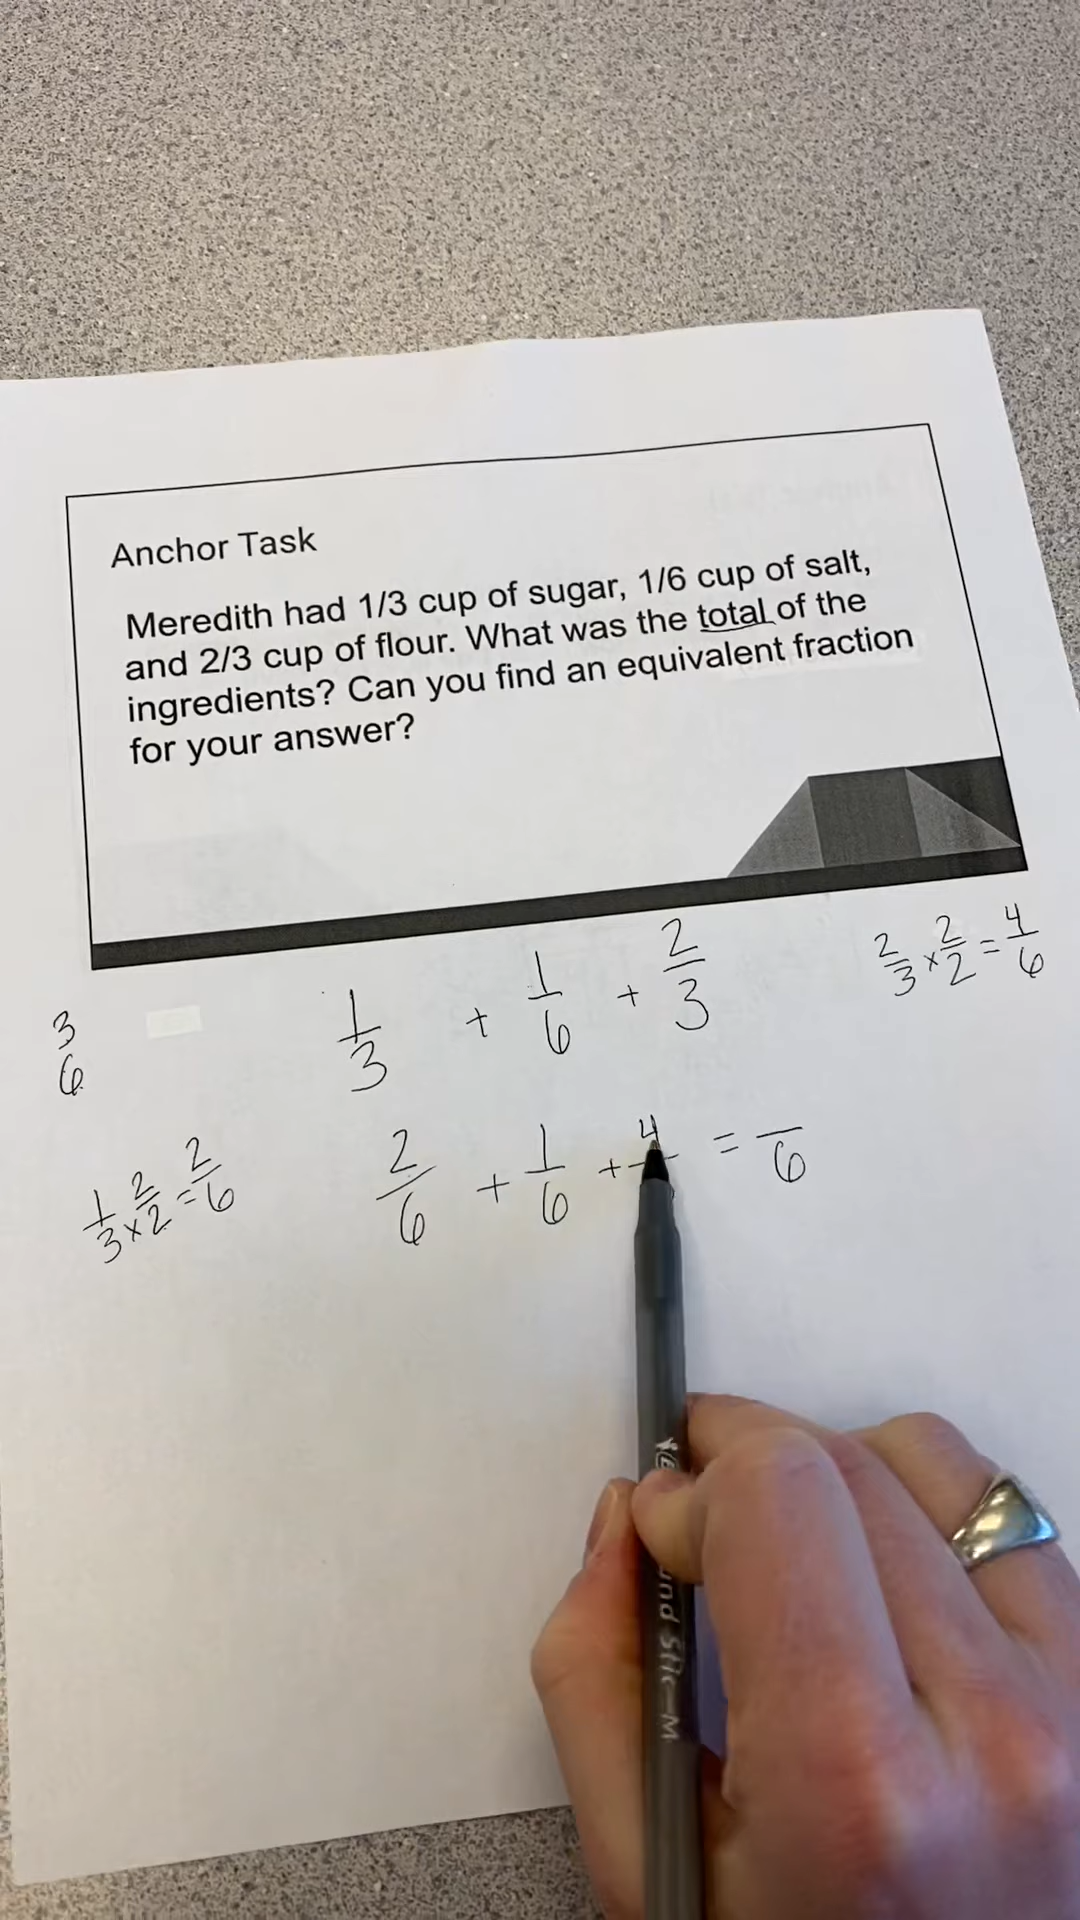 Anchor Task
Meredith had 1/3 cup of sugar, 1/6 cup of salt,
and 2/3 cup of flour. What was the total of the
ingredients? Can you find an equivalent fraction
for your answer?
3
6
1/3 + 1/6 + 2/3
2/3 × 2/2 = 4/6
1/3 × 2/2 = 2/6
2/6 + 1/6 + 4/ = /6
und Stic M